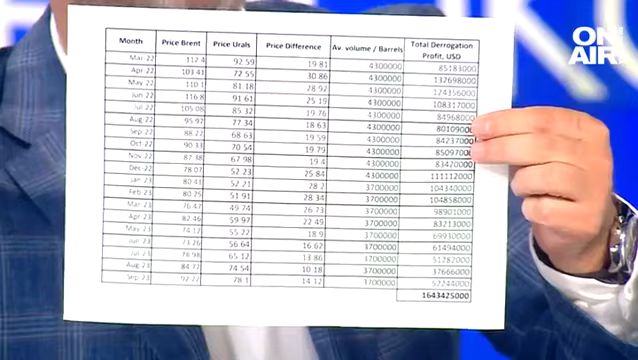 ON
AIR.
Month Price Brent Price Urals Price Difference Av. volume / Barrels Total Derrogation Profit, USD
Mar 22 112.4 92.59 19.81 4300000 85183000
Apr 22 103.41 72.55 30.86 4300000 132698000
May 22 110.1 81.18 28.92 4300000 124356000
Jun 22 116.8 91.61 25.19 4300000 108317000
Jul 22 105.08 85.32 19.76 4300000 84968000
Aug 22 95.97 77.34 18.63 4300000 80109000
Sep 22 88.22 68.63 19.59 4300000 84237000
Oct 22 90.33 70.54 19.79 4300000 85097000
Nov 22 87.38 67.98 19.4 4300000 83420000
Dec 22 78.07 52.23 25.84 4300000 111112000
Jan 23 80.41 52.21 28.2 3700000 104340000
Feb 23 80.25 51.91 28.34 3700000 104858000
Mar 23 76.47 49.74 26.73 3700000 98901000
Apr 23 82.46 59.97 22.49 3700000 83213000
May 23 74.12 55.22 18.9 3700000 69930000
Jun 23 73.26 56.64 16.62 3700000 61494000
Jul 23 78.98 65.12 13.86 3700000 51282000
Aug 23 84.72 74.54 10.18 3700000 37666000
Sep 23 92.22 78.1 14.12 3700000 52244000
1643425000